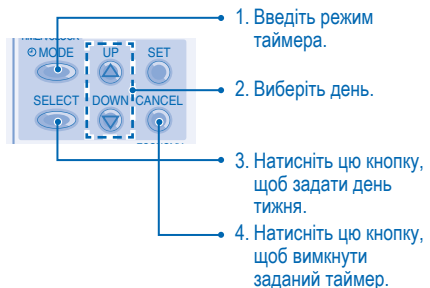 1. Введіть режим
таймера.
MODE UP SET
2. Виберіть день.
SELECT DOWN CANCEL
3. Натисніть цю кнопку,
щоб задати день
тижня.
4. Натисніть цю кнопку,
щоб вимкнути
заданий таймер.